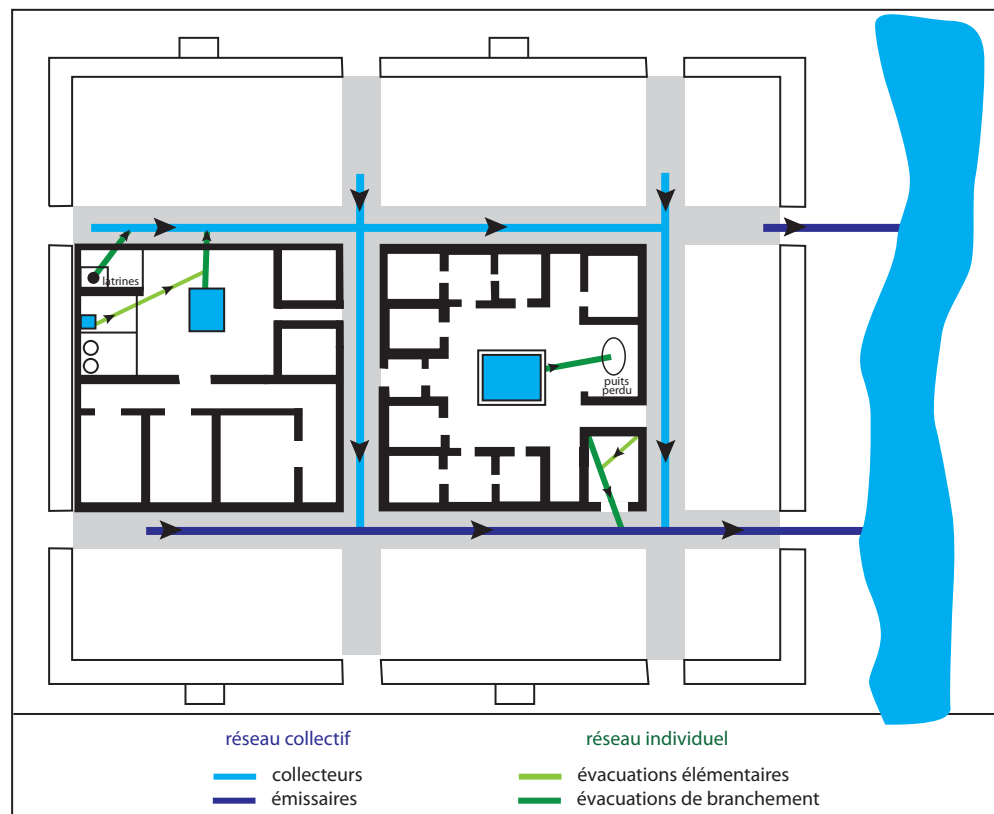 latrines
puits
perdu
réseau collectif
réseau individuel
collecteurs
évacuations élémentaires
émissaires
évacuations de branchement